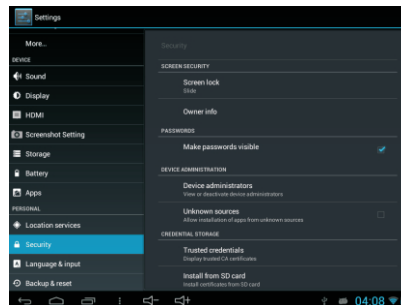 Settings
More...
DEVICE
Sound
Display
HDMI
Screenshot Setting
Storage
Battery
Apps
PERSONAL
Location services
Security
Language & input
Backup & reset
Security
SCREEN SECURITY
Screen lock
Slide
Owner info
PASSWORDS
Make passwords visible
DEVICE ADMINISTRATION
Device administrators
View or deactivate device administrators
Unknown sources
Allow installation of apps from unknown sources
CREDENTIAL STORAGE
Trusted credentials
Display trusted CA certificates
Install from SD card
Install certificates from SD card
04:08